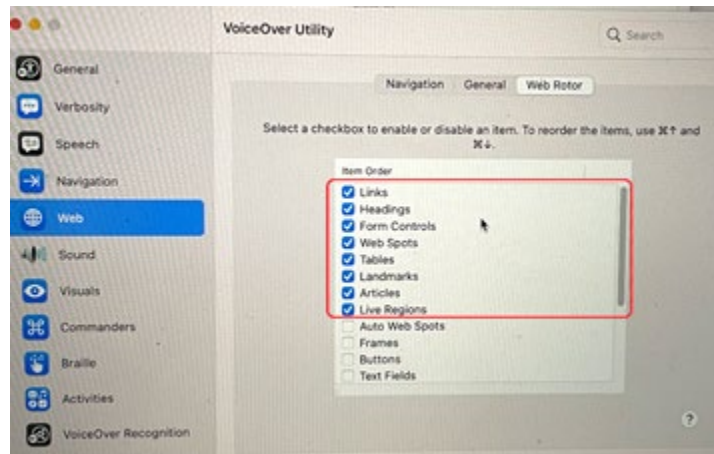 VoiceOver Utility
Search
General
Verbosity
Speech
Navigation
Web
Sound
Visuals
Commanders
Braille
Activities
VoiceOver Recognition
Navigation General Web Rotor
Select a checkbox to enable or disable an item. To reorder the items, use ⌘↑ and
⌘↓.
Item Order
Links
Headings
Form Controls
Web Spots
Tables
Landmarks
Articles
Live Regions
Auto Web Spots
Frames
Buttons
Text Fields
?